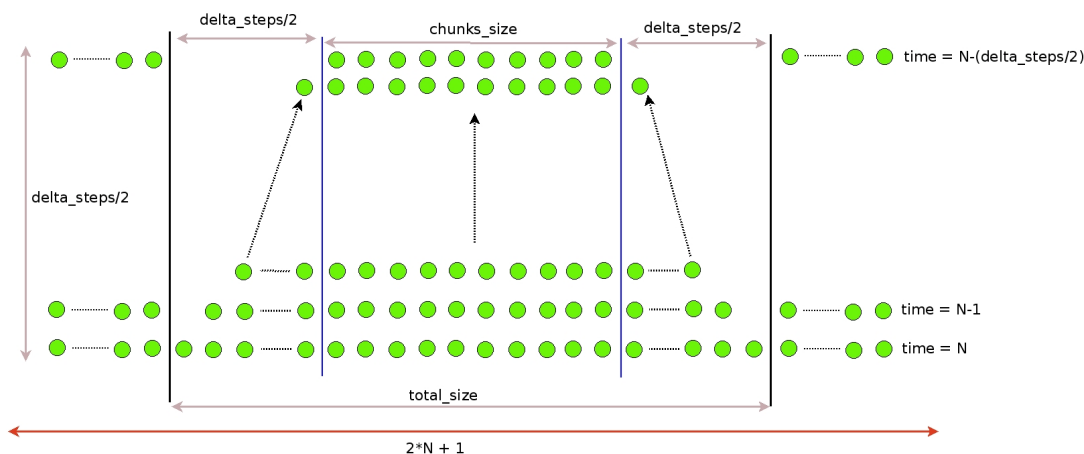 delta_steps/2
chunks_size
delta_steps/2
time = N-(delta_steps/2)
delta_steps/2
time = N-1
time = N
total_size
2*N + 1